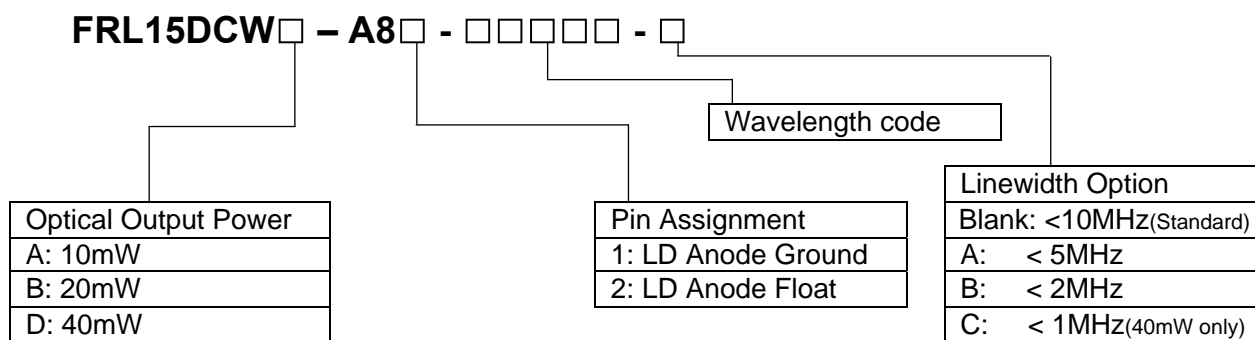 FRL15DCW□ – A8□ - □□□□□ - □
Wavelength code
Optical Output Power
A: 10mW
B: 20mW
D: 40mW
Pin Assignment
1: LD Anode Ground
2: LD Anode Float
Linewidth Option
Blank: <10MHz(Standard)
A: < 5MHz
B: < 2MHz
C: < 1MHz(40mW only)